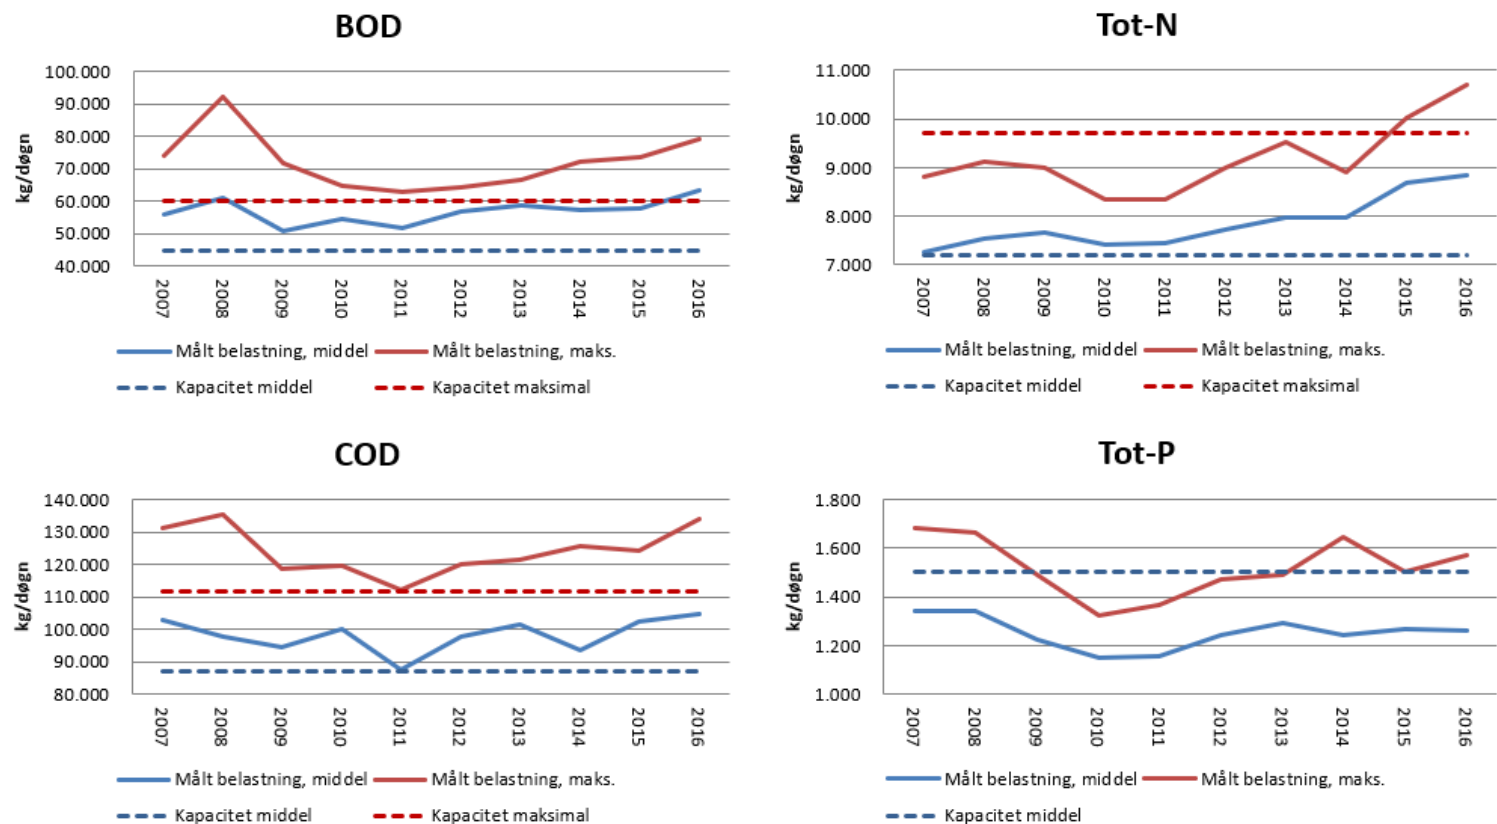 BOD
kg/døgn
100.000
90.000
80.000
70.000
60.000
50.000
40.000
2007 2008 2009 2010 2011 2012 2013 2014 2015 2016
Målt belastning, middel Målt belastning, maks.
Kapacitet middel Kapacitet maksimal
Tot-N
kg/døgn
11.000
10.000
9.000
8.000
7.000
2007 2008 2009 2010 2011 2012 2013 2014 2015 2016
Målt belastning, middel Målt belastning, maks.
Kapacitet middel Kapacitet maksimal
COD
kg/døgn
140.000
130.000
120.000
110.000
100.000
90.000
80.000
2007 2008 2009 2010 2011 2012 2013 2014 2015 2016
Målt belastning, middel Målt belastning, maks.
Kapacitet middel Kapacitet maksimal
Tot-P
kg/døgn
1.800
1.600
1.400
1.200
1.000
2007 2008 2009 2010 2011 2012 2013 2014 2015 2016
Målt belastning, middel Målt belastning, maks.
Kapacitet middel